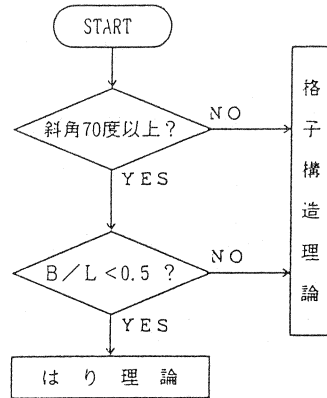 START
斜角70度以上？
NO
YES
B／L＜0.5 ？
NO
YES
はり理論
格子構造理論